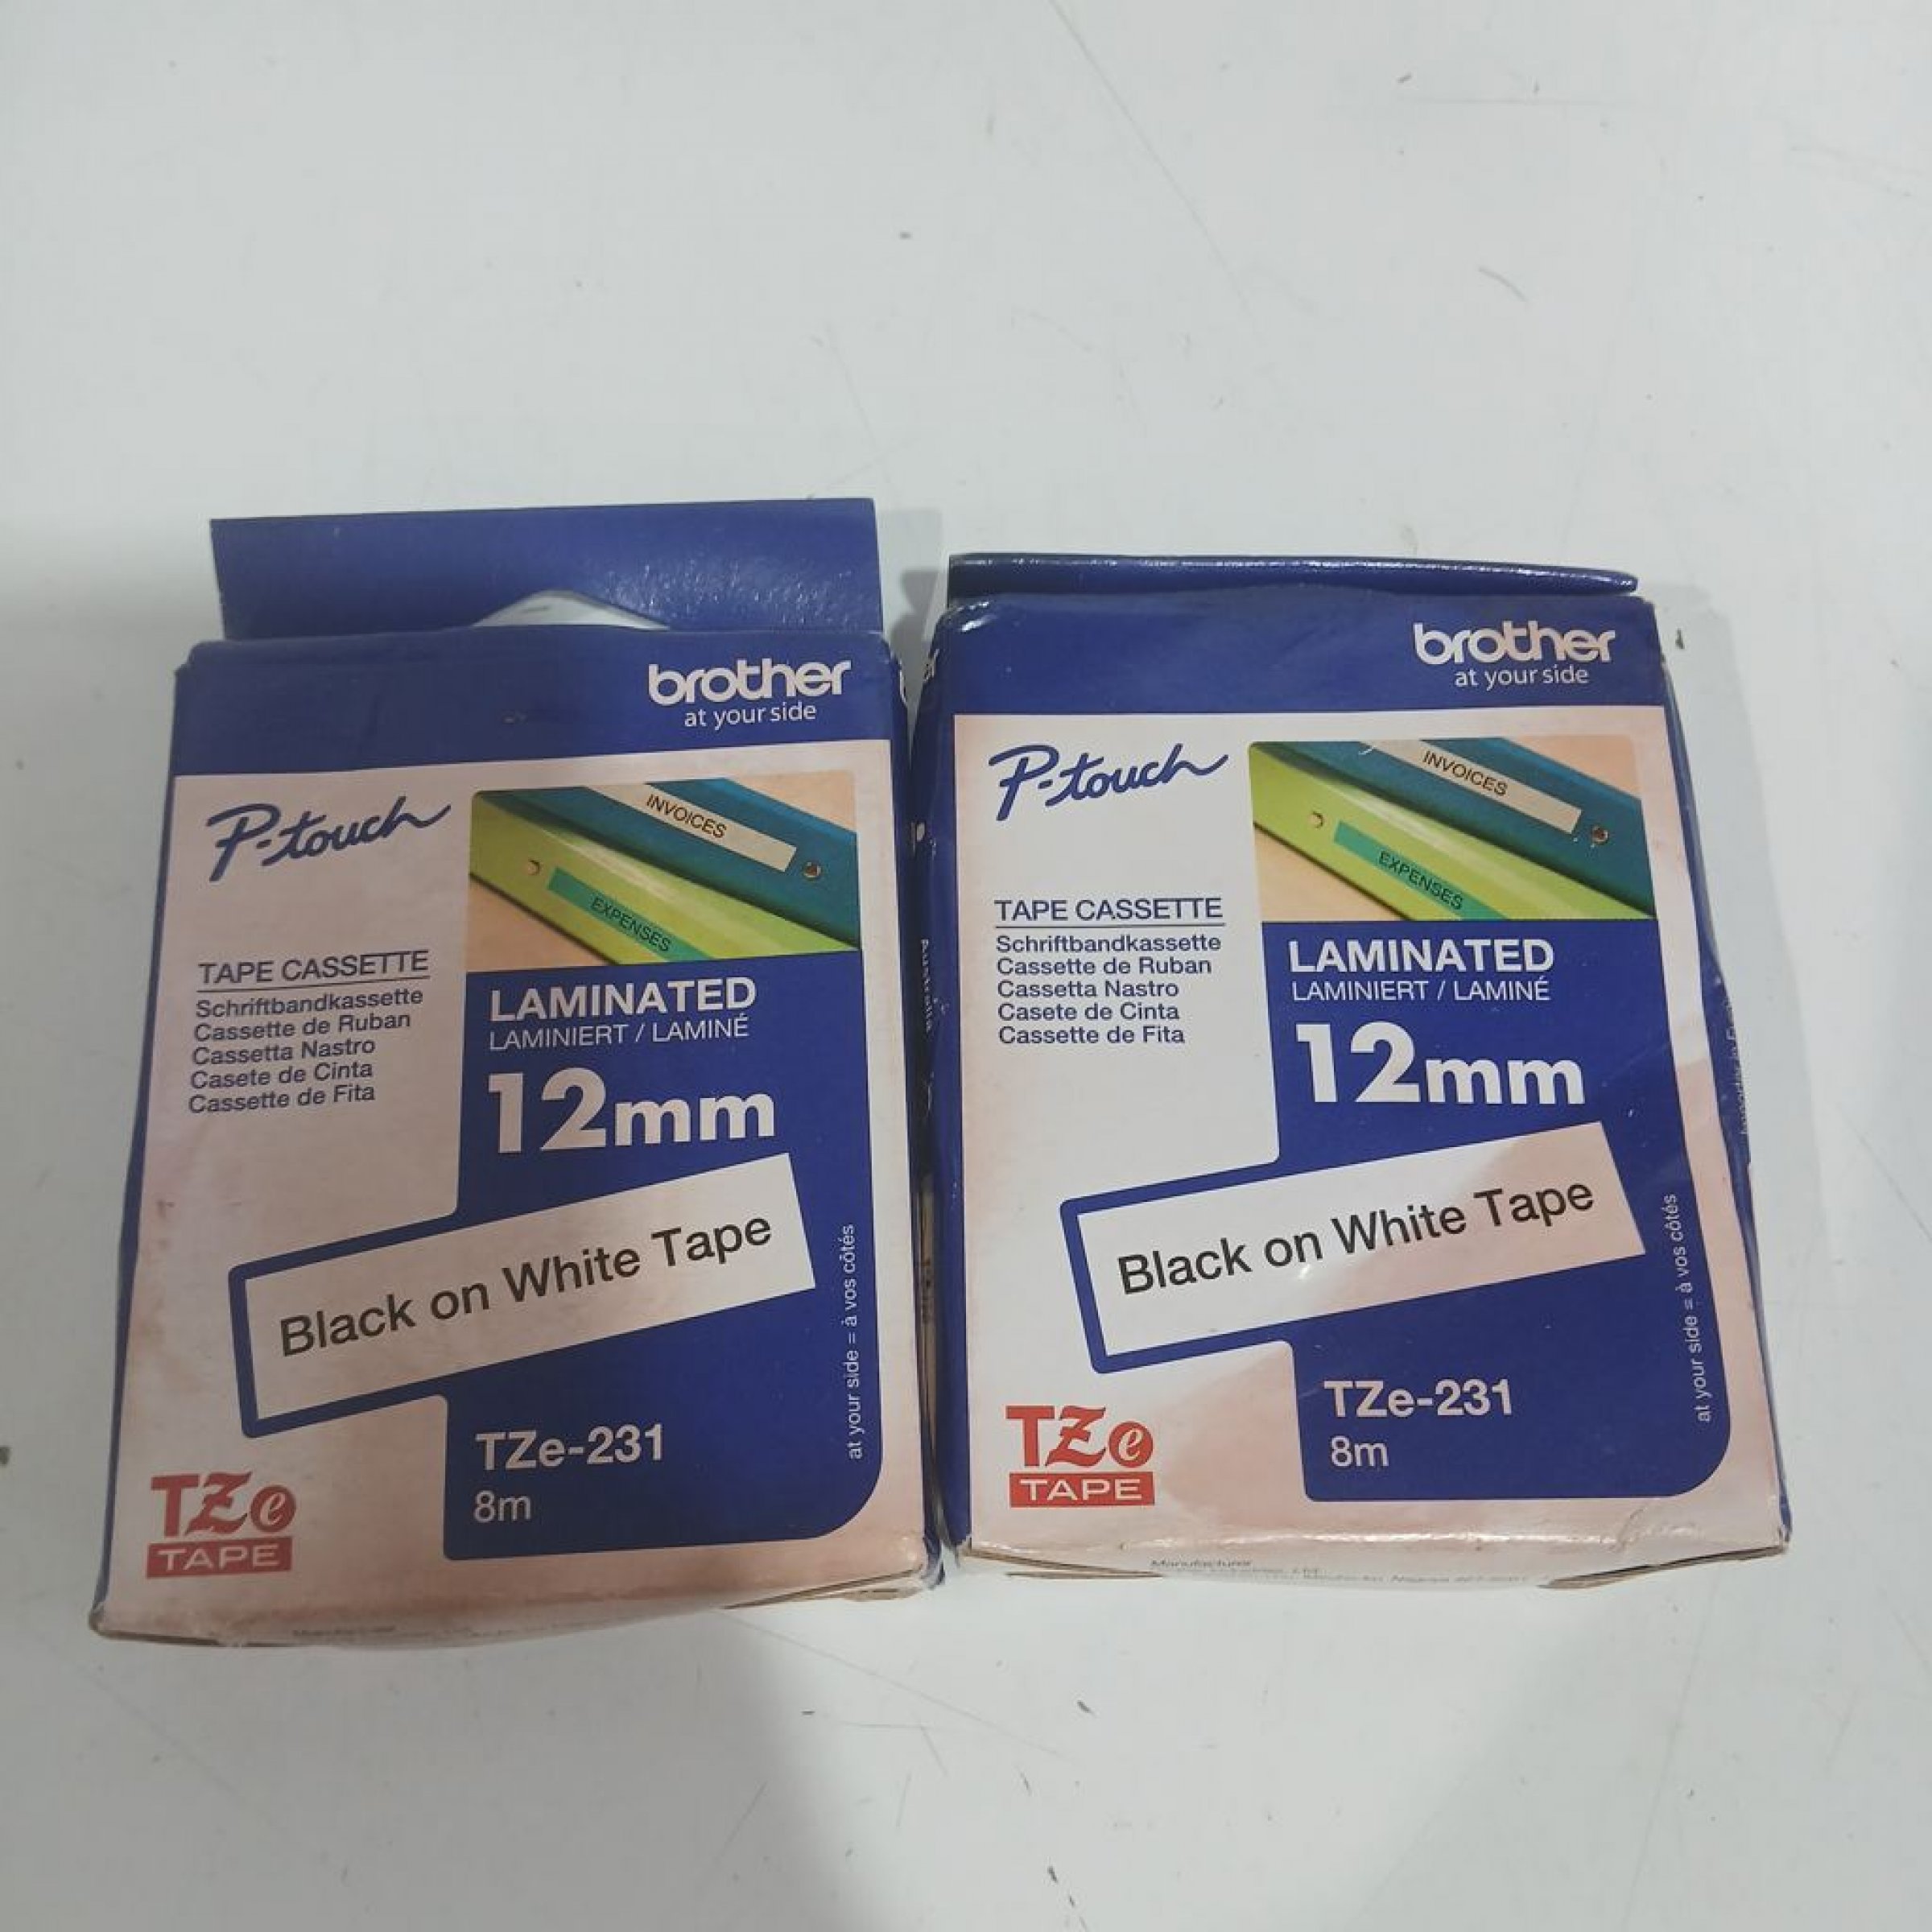 brother
at your side
P-touch
INVOICES
EXPENSES
TAPE CASSETTE
Schriftbandkassette
Cassette de Ruban
Cassetta Nastro
Casete de Cinta
Cassette de Fita
LAMINATED
LAMINIERT / LAMINÉ
12mm
Black on White Tape
at your side = à vos côtés
TZe-231
8m
TZe
TAPE
brother
at your side
P-touch
INVOICES
EXPENSES
TAPE CASSETTE
Schriftbandkassette
Cassette de Ruban
Cassetta Nastro
Casete de Cinta
Cassette de Fita
LAMINATED
LAMINIERT / LAMINÉ
12mm
Black on White Tape
at your side = à vos côtés
TZe-231
8m
TZe
TAPE
Manufacturer
Australia